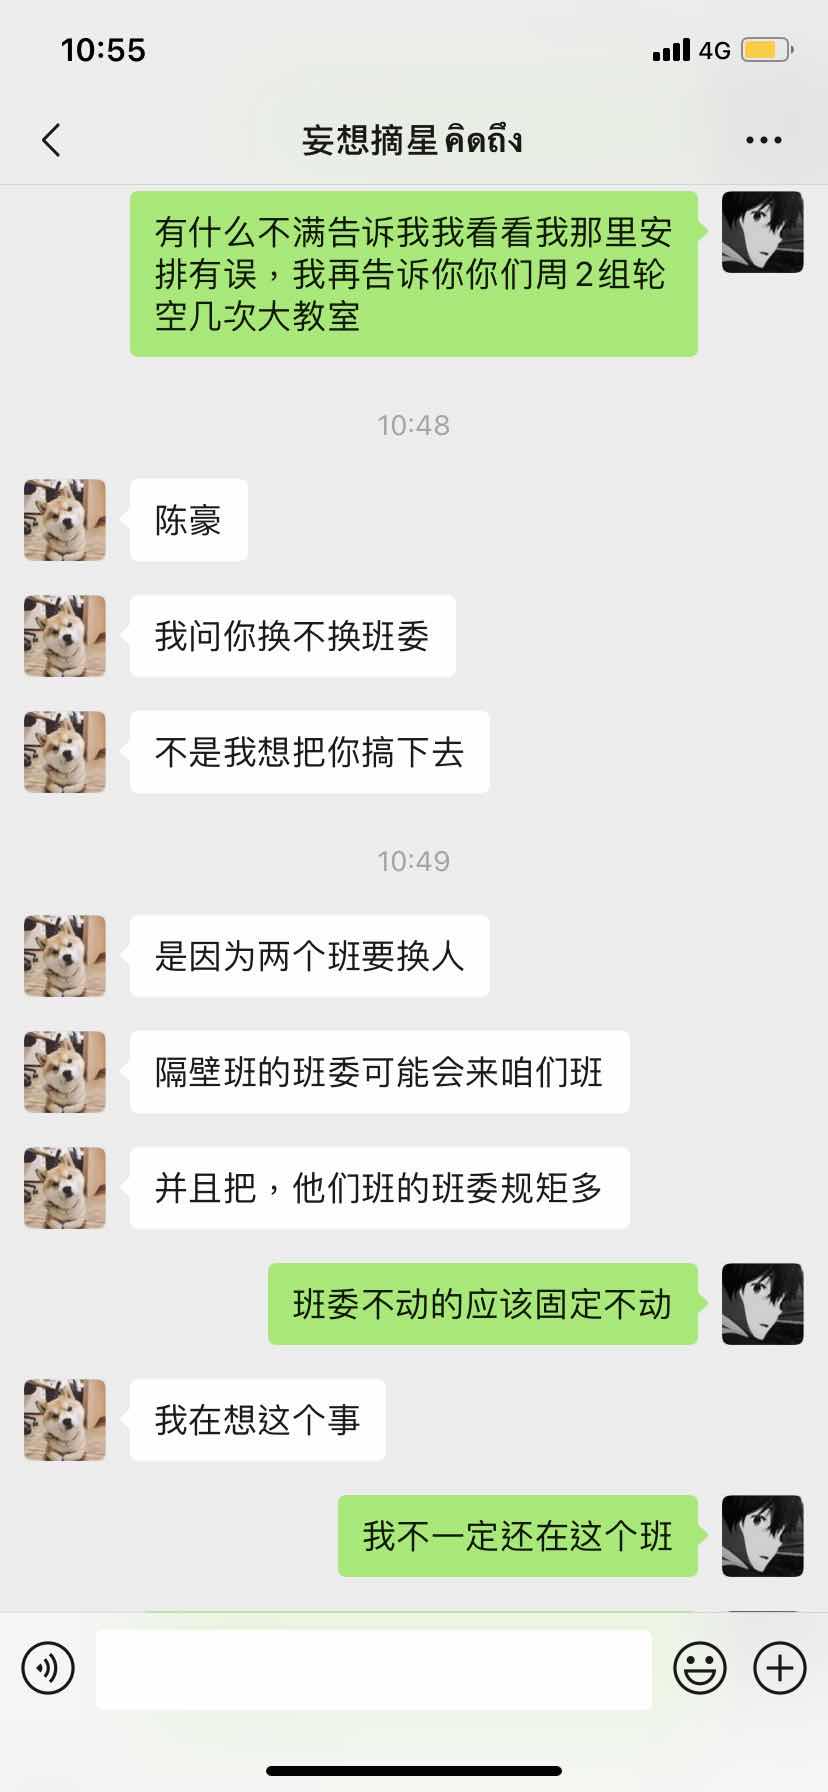 10:55
4G
妄想摘星คิดถึง
有什么不满告诉我我看看我那里安
排有误，我再告诉你你们周2组轮
空几次大教室
10:48
陈豪
我问你换不换班委
不是我想把你搞下去
10:49
是因为两个班要换人
隔壁班的班委可能会来咱们班
并且把，他们班的班委规矩多
班委不动的应该固定不动
我在想这个事
我不一定还在这个班